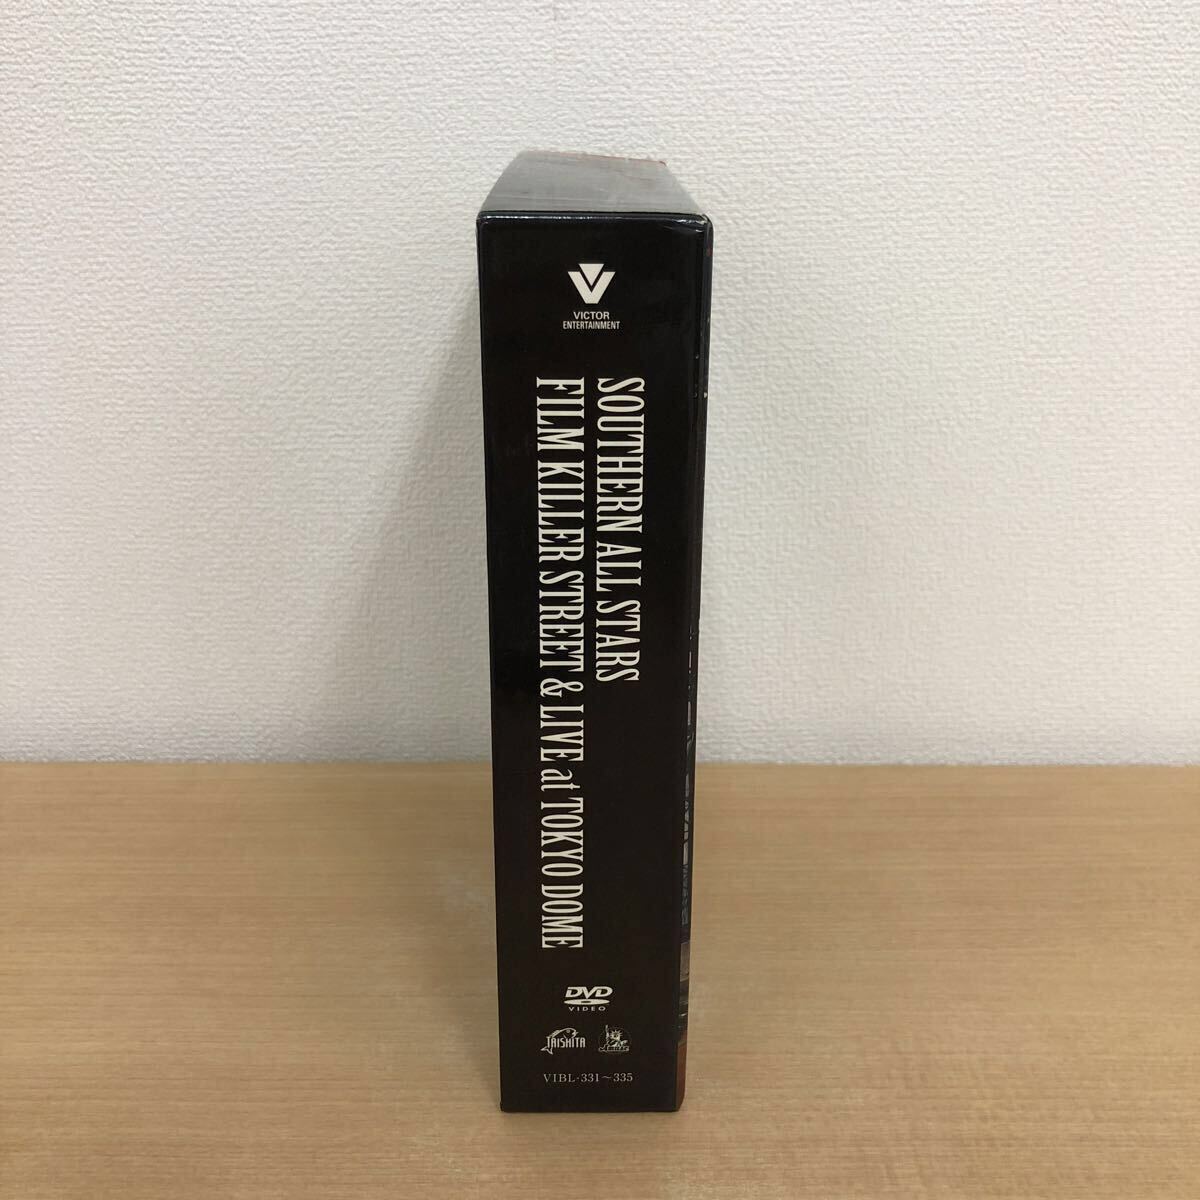 VICTOR
ENTERTAINMENT
SOUTHERN ALL STARS
FILM KILLER STREET & LIVE at TOKYO DOME
DVD
VIDEO
TAISHITA
VIBL-331~335